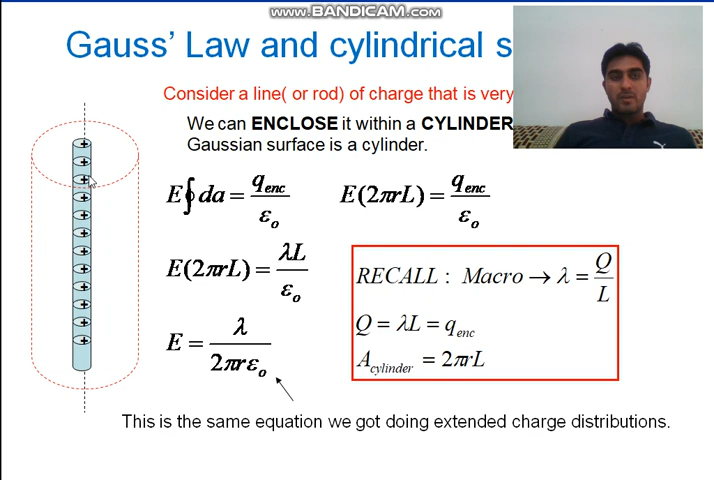 www.BANDICAM.com
Gauss' Law and cylindrical s
Consider a line( or rod) of charge that is very
We can ENCLOSE it within a CYLINDER
Gaussian surface is a cylinder.
E∮da = q_enc/ε_o    E(2πrL) = q_enc/ε_o
E(2πrL) = λL/ε_o
E = λ/2πrε_o
RECALL : Macro → λ = Q/L
Q = λL = q_enc
A_cylinder = 2πrL
This is the same equation we got doing extended charge distributions.